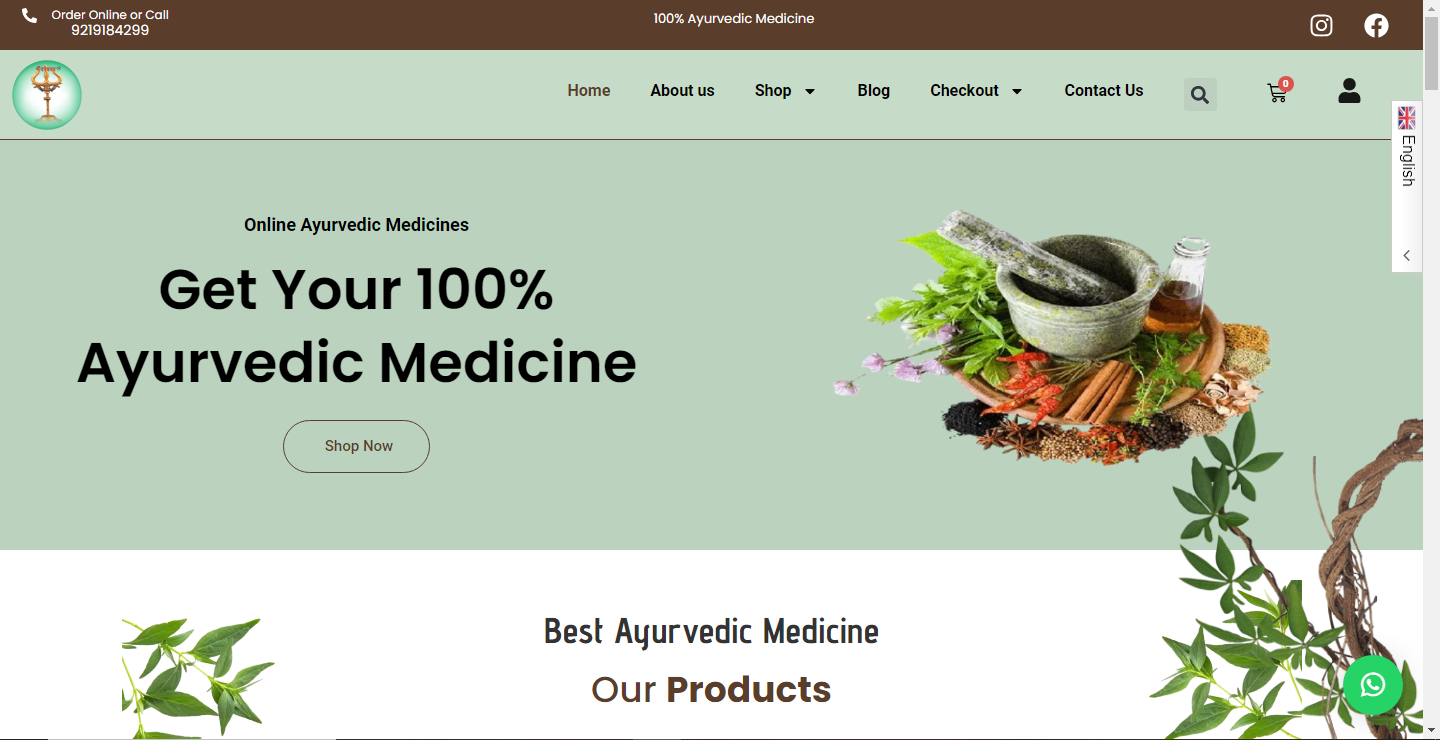 Order Online or Call
9219184299
100% Ayurvedic Medicine
Home
About us
Shop
Blog
Checkout
Contact Us
0
English
Online Ayurvedic Medicines
Get Your 100%
Ayurvedic Medicine
Shop Now
Best Ayurvedic Medicine
Our Products